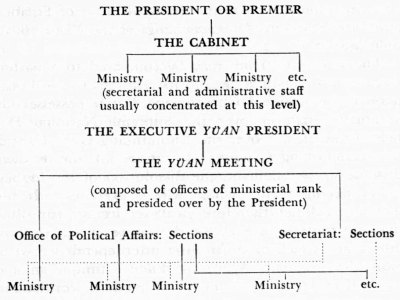 THE PRESIDENT OR PREMIER
THE CABINET
Ministry Ministry Ministry etc.
(secretarial and administrative staff
usually concentrated at this level)
THE EXECUTIVE YÜAN PRESIDENT
THE YÜAN MEETING
(composed of officers of ministerial rank
and presided over by the President)
Office of Political Affairs: Sections Secretariat: Sections
Ministry Ministry Ministry Ministry etc.